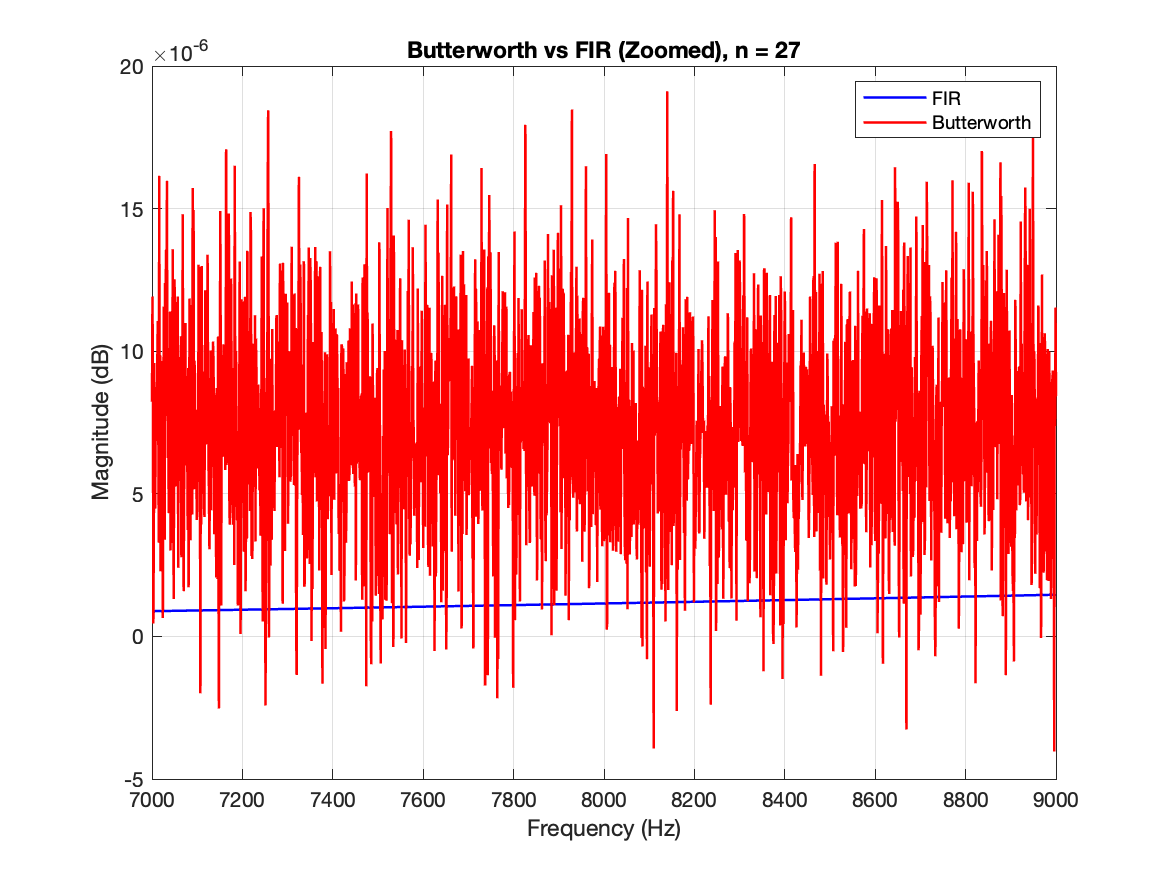 Butterworth vs FIR (Zoomed), n = 27
×10⁻⁶
20
15
10
5
0
-5
Magnitude (dB)
FIR
Butterworth
7000 7200 7400 7600 7800 8000 8200 8400 8600 8800 9000
Frequency (Hz)